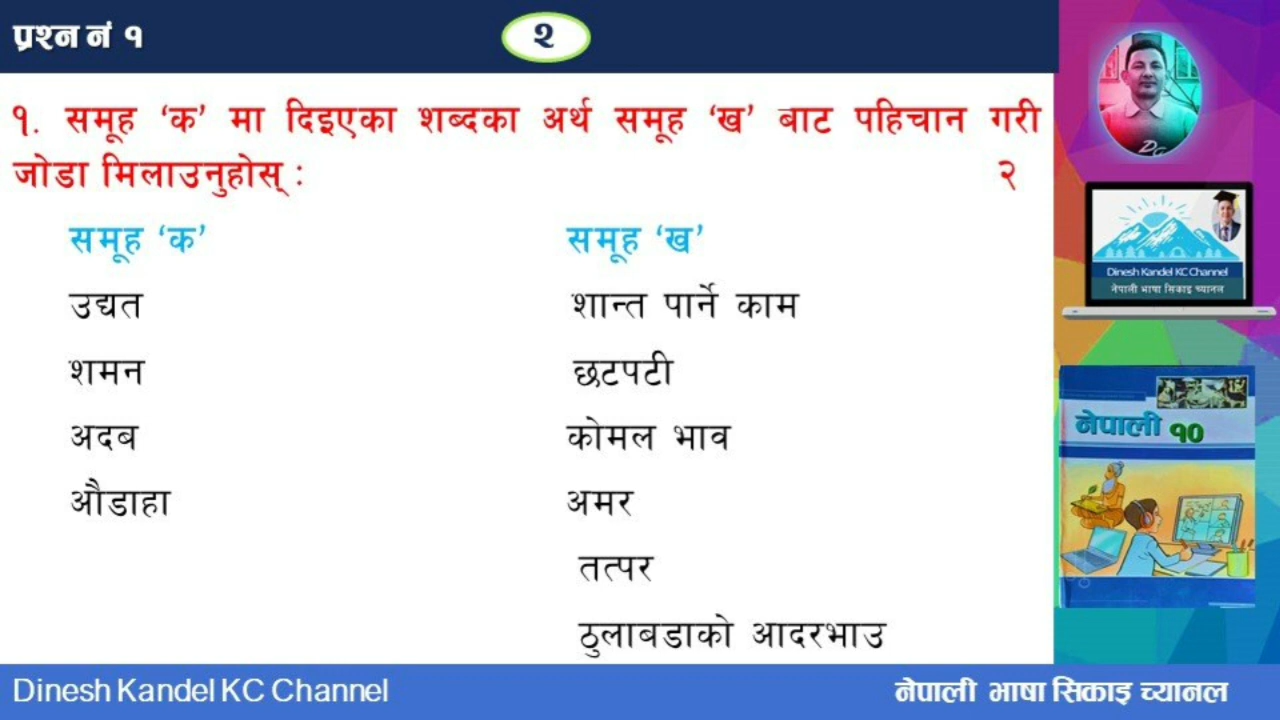 प्रश्न नं १
२
१. समूह ‘क’ मा दिइएका शब्दका अर्थ समूह ‘ख’ बाट पहिचान गरी
जोडा मिलाउनुहोस् : २
समूह ‘क’ समूह ‘ख’
उद्यत शान्त पार्ने काम
शमन छटपटी
अदब कोमल भाव
औडाहा अमर
तत्पर
ठुलाबडाको आदरभाउ
Dinesh Kandel KC Channel
नेपाली भाषा सिकाइ च्यानल
नेपाली १०
Dinesh Kandel KC Channel नेपाली भाषा सिकाइ च्यानल